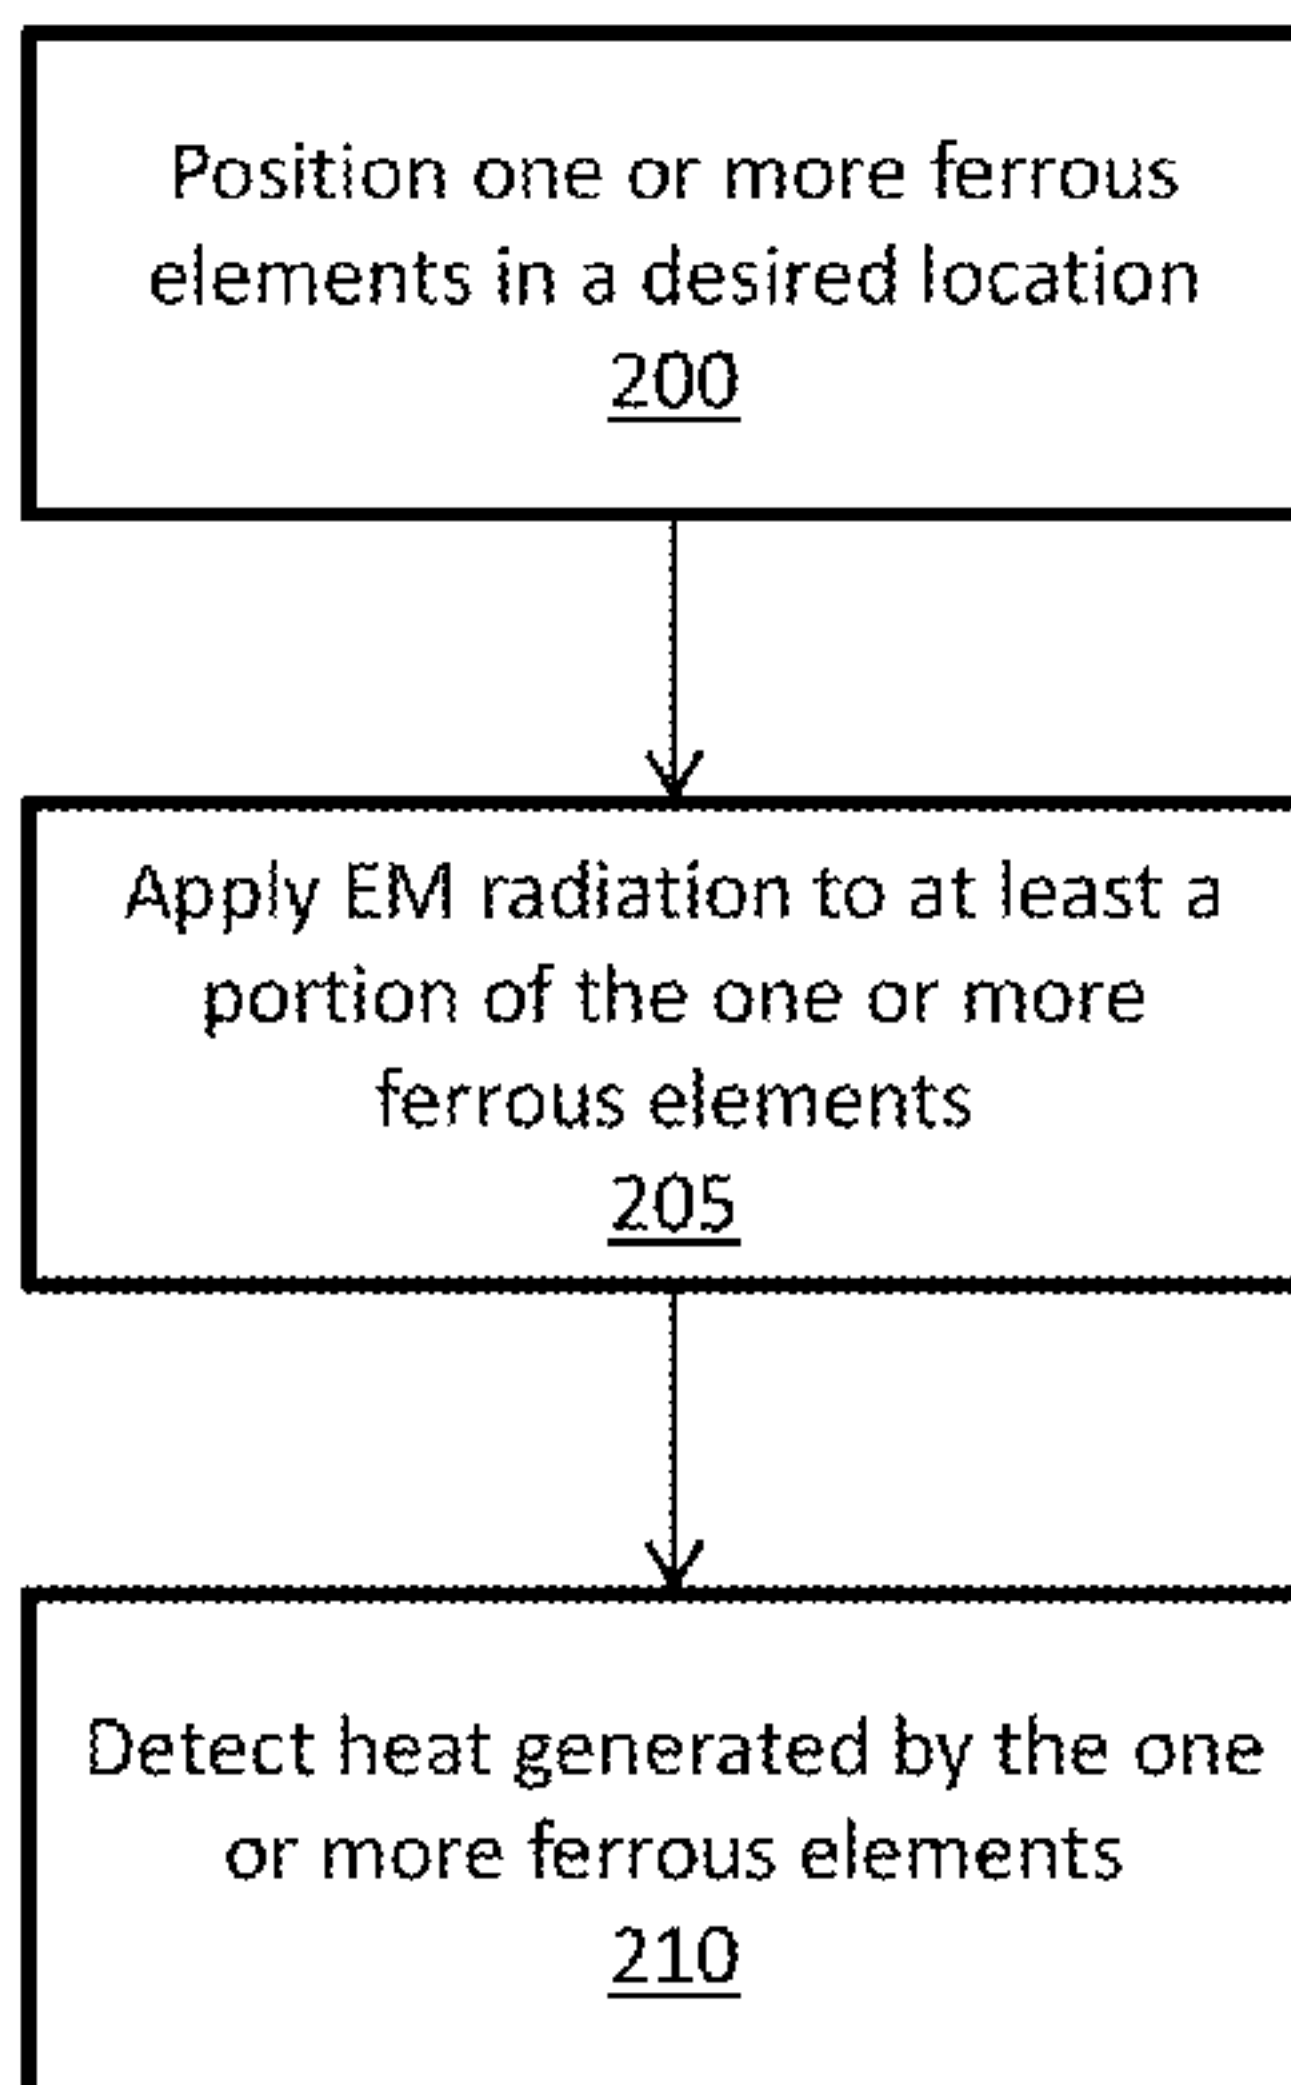 Position one or more ferrous
elements in a desired location
200
Apply EM radiation to at least a
portion of the one or more
ferrous elements
205
Detect heat generated by the one
or more ferrous elements
210